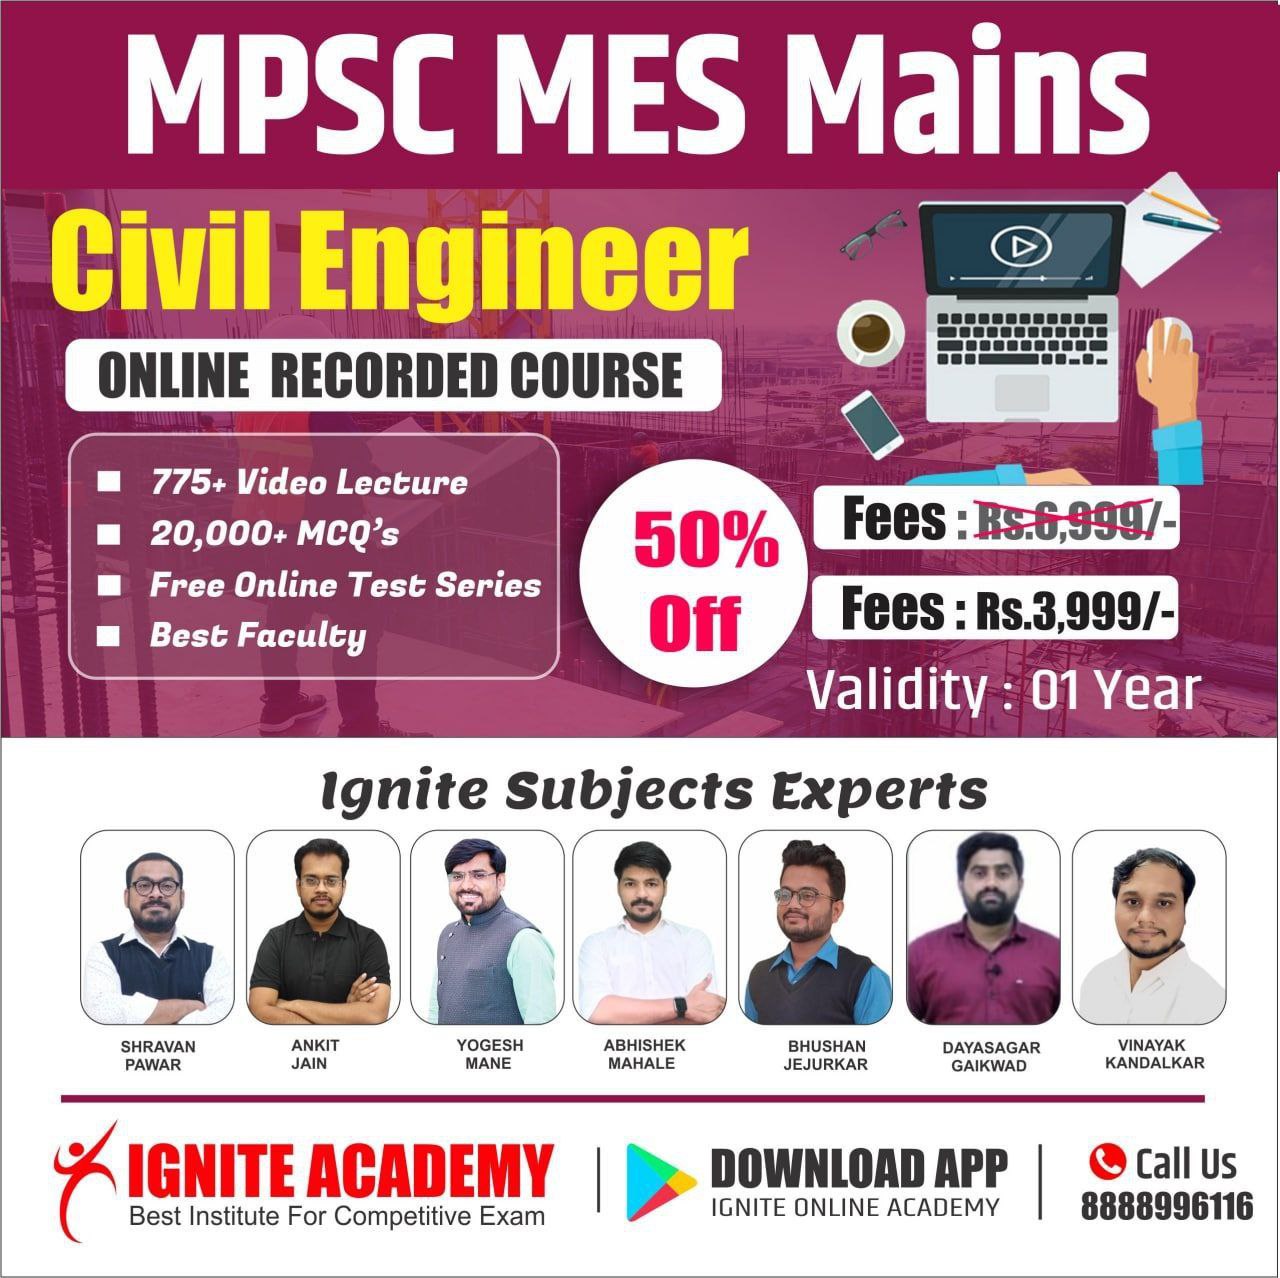 MPSC MES Mains
Civil Engineer
ONLINE RECORDED COURSE
775+ Video Lecture
20,000+ MCQ's
Free Online Test Series
Best Faculty
50%
Off
Fees : Rs.6,999/-
Fees : Rs.3,999/-
Validity : 01 Year
Ignite Subjects Experts
SHRAVAN
PAWAR
ANKIT
JAIN
YOGESH
MANE
ABHISHEK
MAHALE
BHUSHAN
JEJURKAR
DAYASAGAR
GAIKWAD
VINAYAK
KANDALKAR
IGNITE ACADEMY
Best Institute For Competitive Exam
DOWNLOAD APP
IGNITE ONLINE ACADEMY
Call Us
8888996116